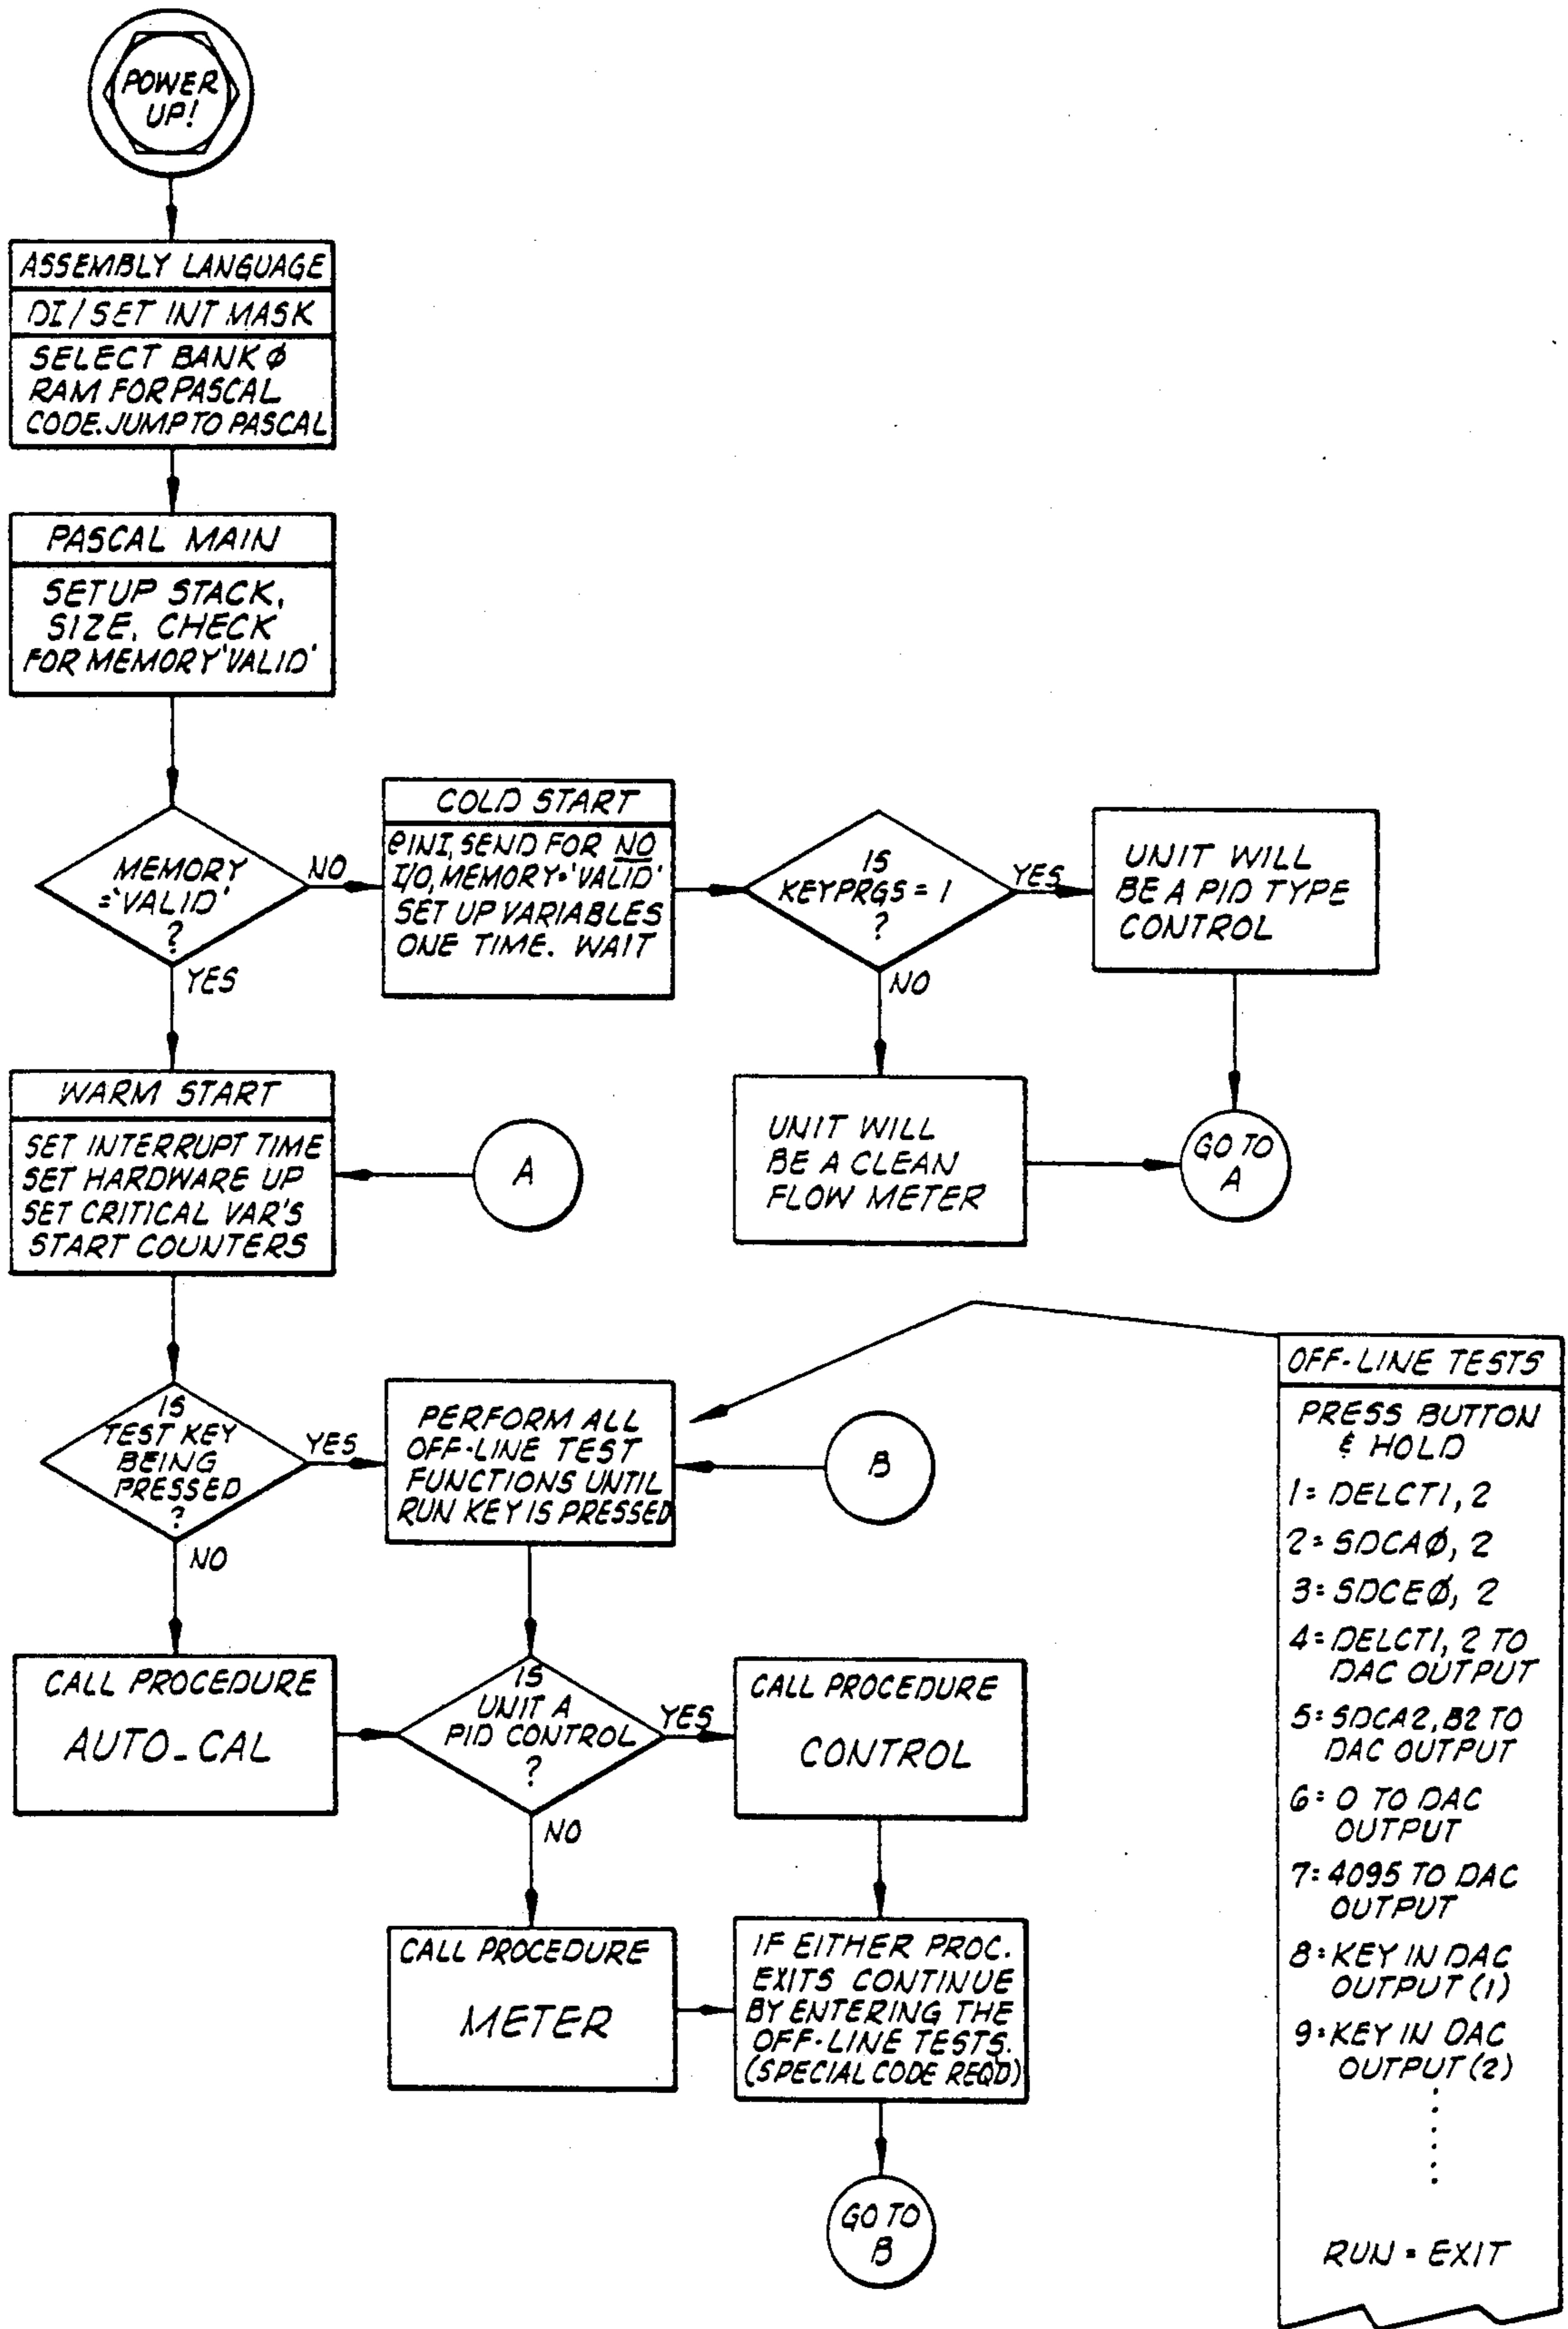 POWER
UP!
ASSEMBLY LANGUAGE
DI/SET INT MASK
SELECT BANK Ø
RAM FOR PASCAL
CODE. JUMP TO PASCAL
PASCAL MAIN
SETUP STACK,
SIZE, CHECK
FOR MEMORY 'VALID'
MEMORY
='VALID'
?
NO
YES
COLD START
@INI, SEND FOR NO
I/O, MEMORY='VALID'
SET UP VARIABLES
ONE TIME. WAIT
IS
KEYPRGS = 1
?
YES
NO
UNIT WILL
BE A PID TYPE
CONTROL
UNIT WILL
BE A CLEAN
FLOW METER
GO TO
A
WARM START
SET INTERRUPT TIME
SET HARDWARE UP
SET CRITICAL VAR'S
START COUNTERS
A
IS
TEST KEY
BEING
PRESSED
?
YES
NO
PERFORM ALL
OFF-LINE TEST
FUNCTIONS UNTIL
RUN KEY IS PRESSED
B
CALL PROCEDURE
AUTO_CAL
IS
UNIT A
PID CONTROL
?
YES
NO
CALL PROCEDURE
CONTROL
CALL PROCEDURE
METER
IF EITHER PROC.
EXITS CONTINUE
BY ENTERING THE
OFF-LINE TESTS.
(SPECIAL CODE REQD)
GO TO
B
OFF-LINE TESTS
PRESS BUTTON
& HOLD
1= DELCT1, 2
2= SDCAØ, 2
3= SDCEØ, 2
4= DELCT1, 2 TO
DAC OUTPUT
5= SDCA2, B2 TO
DAC OUTPUT
6= 0 TO DAC
OUTPUT
7= 4095 TO DAC
OUTPUT
8= KEY IN DAC
OUTPUT (1)
9= KEY IN DAC
OUTPUT (2)
RUN = EXIT